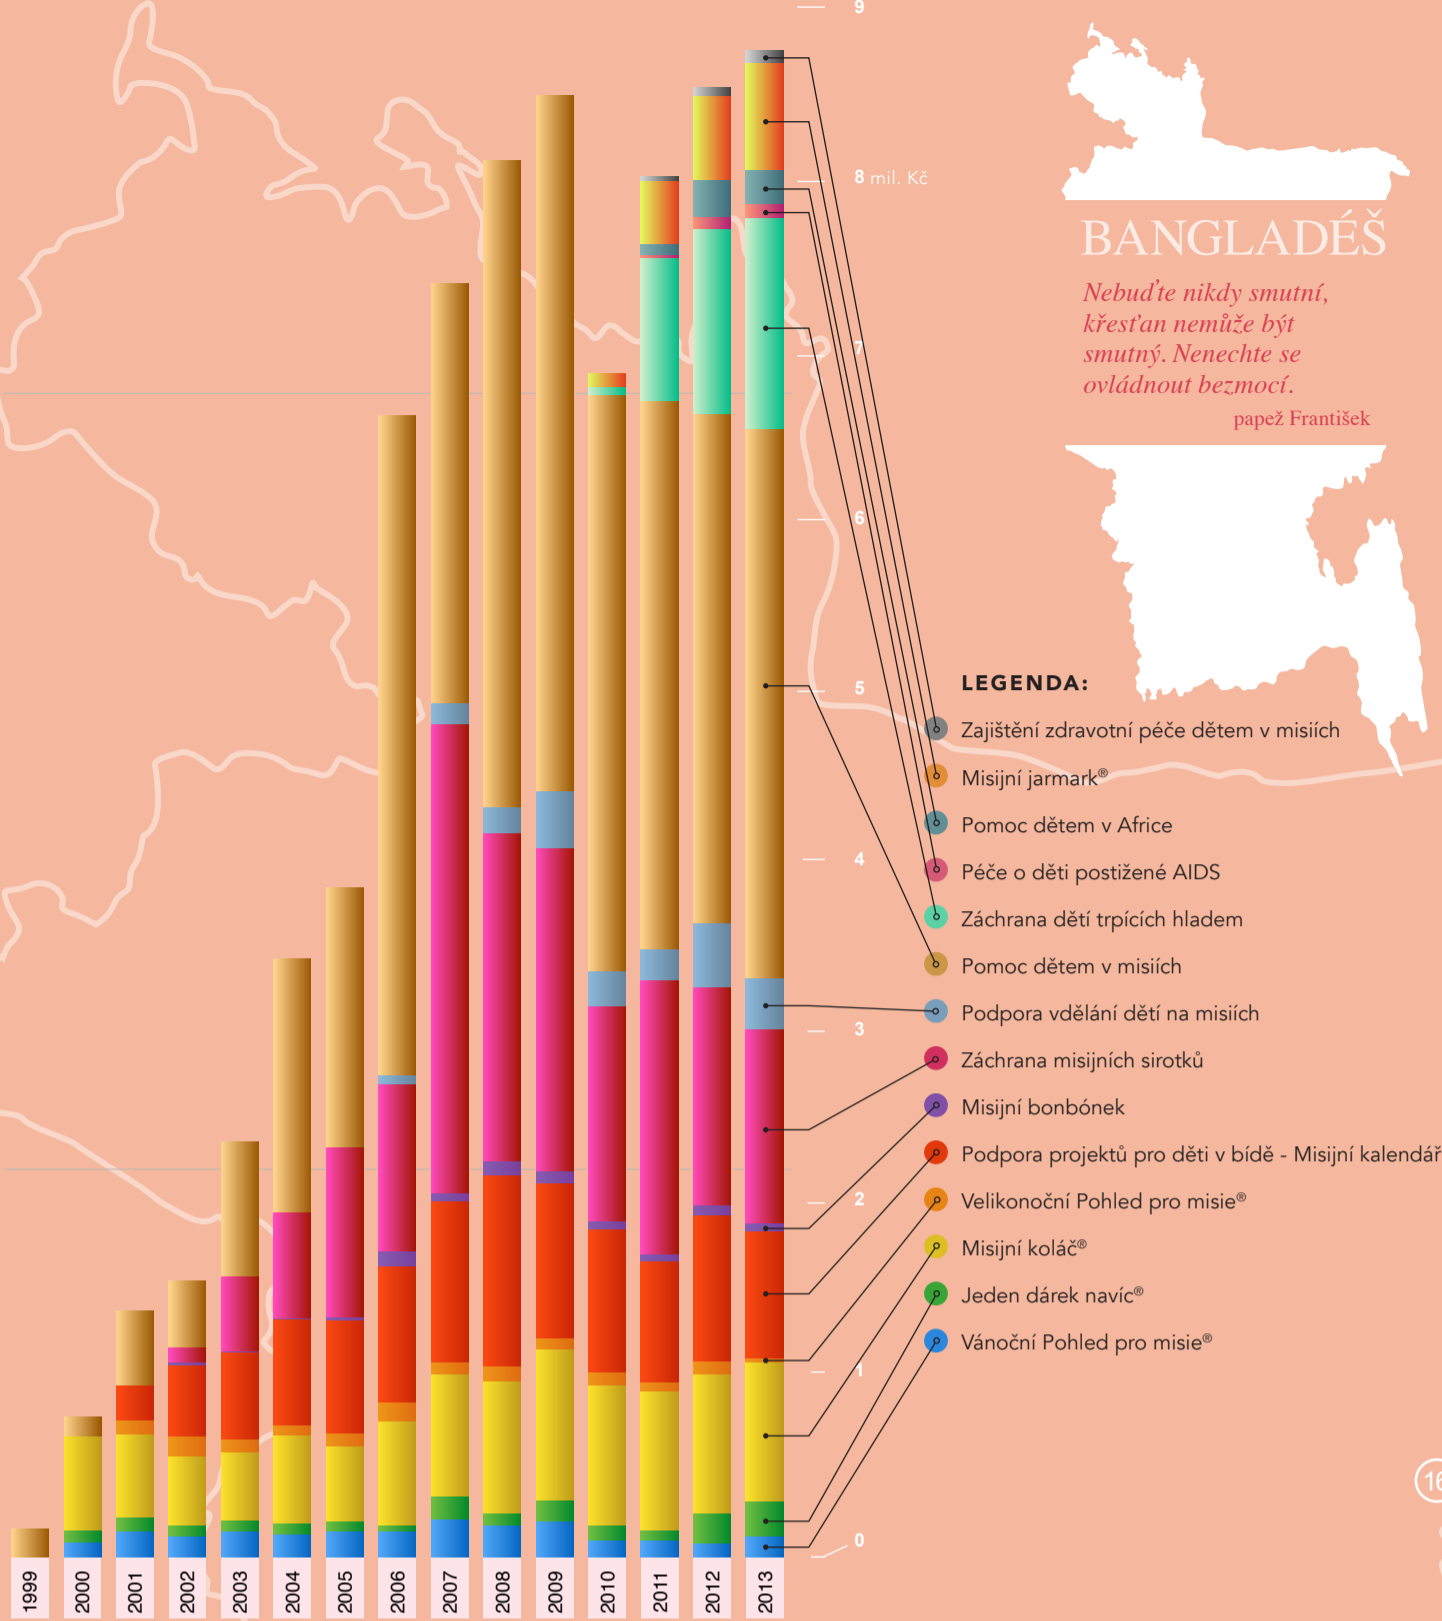 9
8 mil. Kč
7
6
5
4
3
2
1
0
BANGLADÉŠ
Nebuďte nikdy smutní,
křesťan nemůže být
smutný. Nenechte se
ovládnout bezmocí.
papež František
LEGENDA:
Zajištění zdravotní péče dětem v misiích
Misijní jarmark®
Pomoc dětem v Africe
Péče o děti postižené AIDS
Záchrana dětí trpících hladem
Pomoc dětem v misiích
Podpora vdělání dětí na misiích
Záchrana misijních sirotků
Misijní bonbónek
Podpora projektů pro děti v bídě - Misijní kalendář
Velikonoční Pohled pro misie®
Misijní koláč®
Jeden dárek navíc®
Vánoční Pohled pro misie®
16
1999
2000
2001
2002
2003
2004
2005
2006
2007
2008
2009
2010
2011
2012
2013